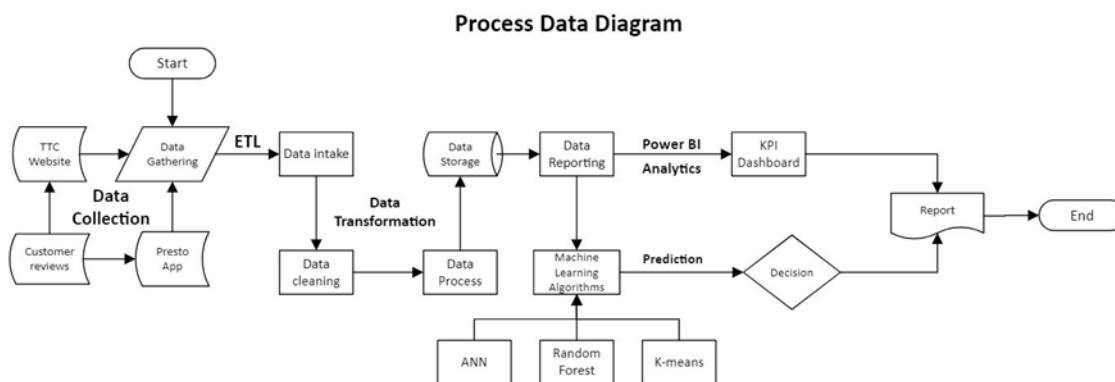 Process Data Diagram
Start
TTC
Website
Data
Gathering
ETL
Data intake
Data
Storage
Data
Reporting
Power BI
Analytics
KPI
Dashboard
Data
Collection
Data
Transformation
Report
End
Customer
reviews
Presto
App
Data
cleaning
Data
Process
Machine
Learning
Algorithms
Prediction
Decision
ANN
Random
Forest
K-means